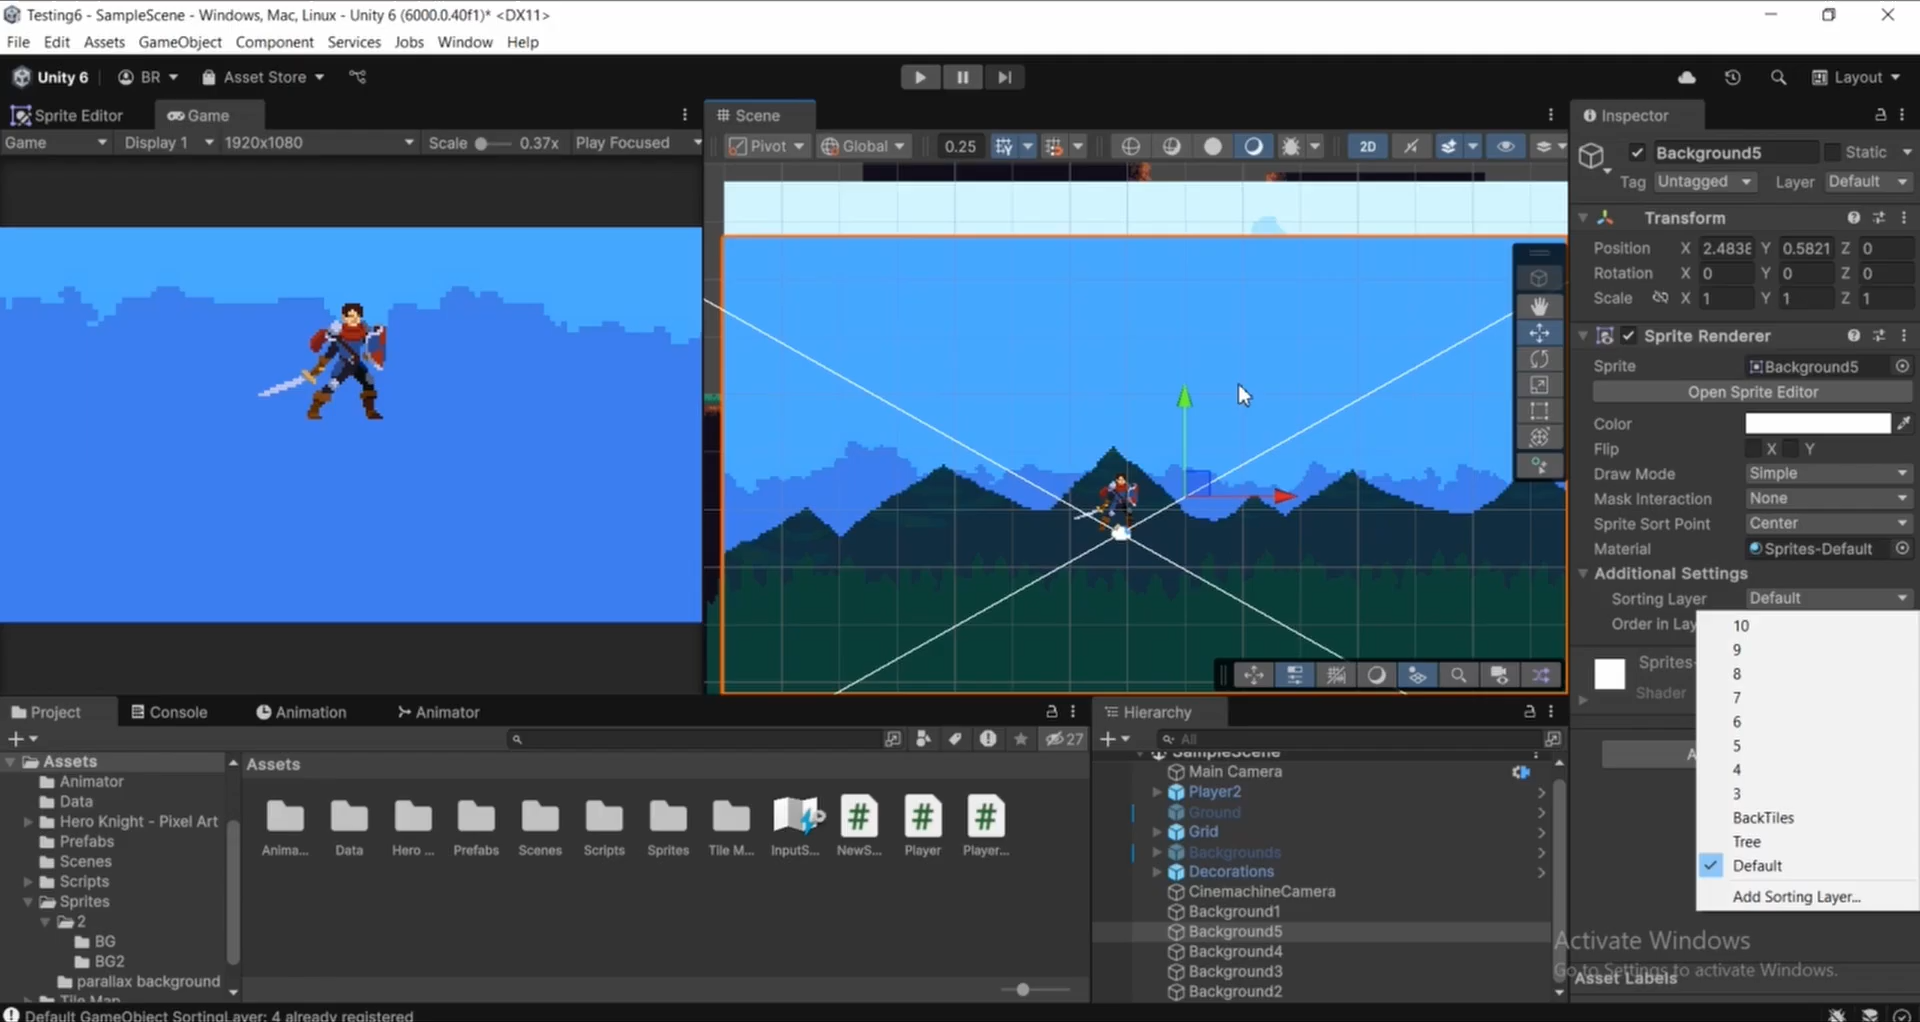 Testing6 - SampleScene - Windows, Mac, Linux - Unity 6 (6000.0.40f1)* <DX11>
File Edit Assets GameObject Component Services Jobs Window Help
Unity 6 BR Asset Store Layout
Sprite Editor Game Scene Inspector
Game Display 1 1920x1080 Scale 0.37x Play Focused Pivot Global 0.25 2D
Background5 Static
Tag Untagged Layer Default
Transform
Position X 2.4838 Y 0.5821 Z 0
Rotation X 0 Y 0 Z 0
Scale X 1 Y 1 Z 1
Sprite Renderer
Sprite Background5
Open Sprite Editor
Color
Flip X Y
Draw Mode Simple
Mask Interaction None
Sprite Sort Point Center
Material Sprites-Default
Additional Settings
Sorting Layer Default
Order in Lay
10
9
8
7
6
5
4
3
BackTiles
Tree
Default
Add Sorting Layer...
Sprites-
Shader
A
Activate Windows
Go to Settings to activate Windows.
Asset Labels
Project Console Animation Animator
27
Assets
Animator
Data
Hero Knight - Pixel Art
Prefabs
Scenes
Scripts
Sprites
2
BG
BG2
parallax background
Tile Map
Assets
Anima... Data Hero ... Prefabs Scenes Scripts Sprites Tile M... InputS... NewS... Player Player...
Hierarchy
All
SampleScene
Main Camera
Player2
Ground
Grid
Backgrounds
Decorations
CinemachineCamera
Background1
Background5
Background4
Background3
Background2
Default GameObject SortingLayer: 4 already registered